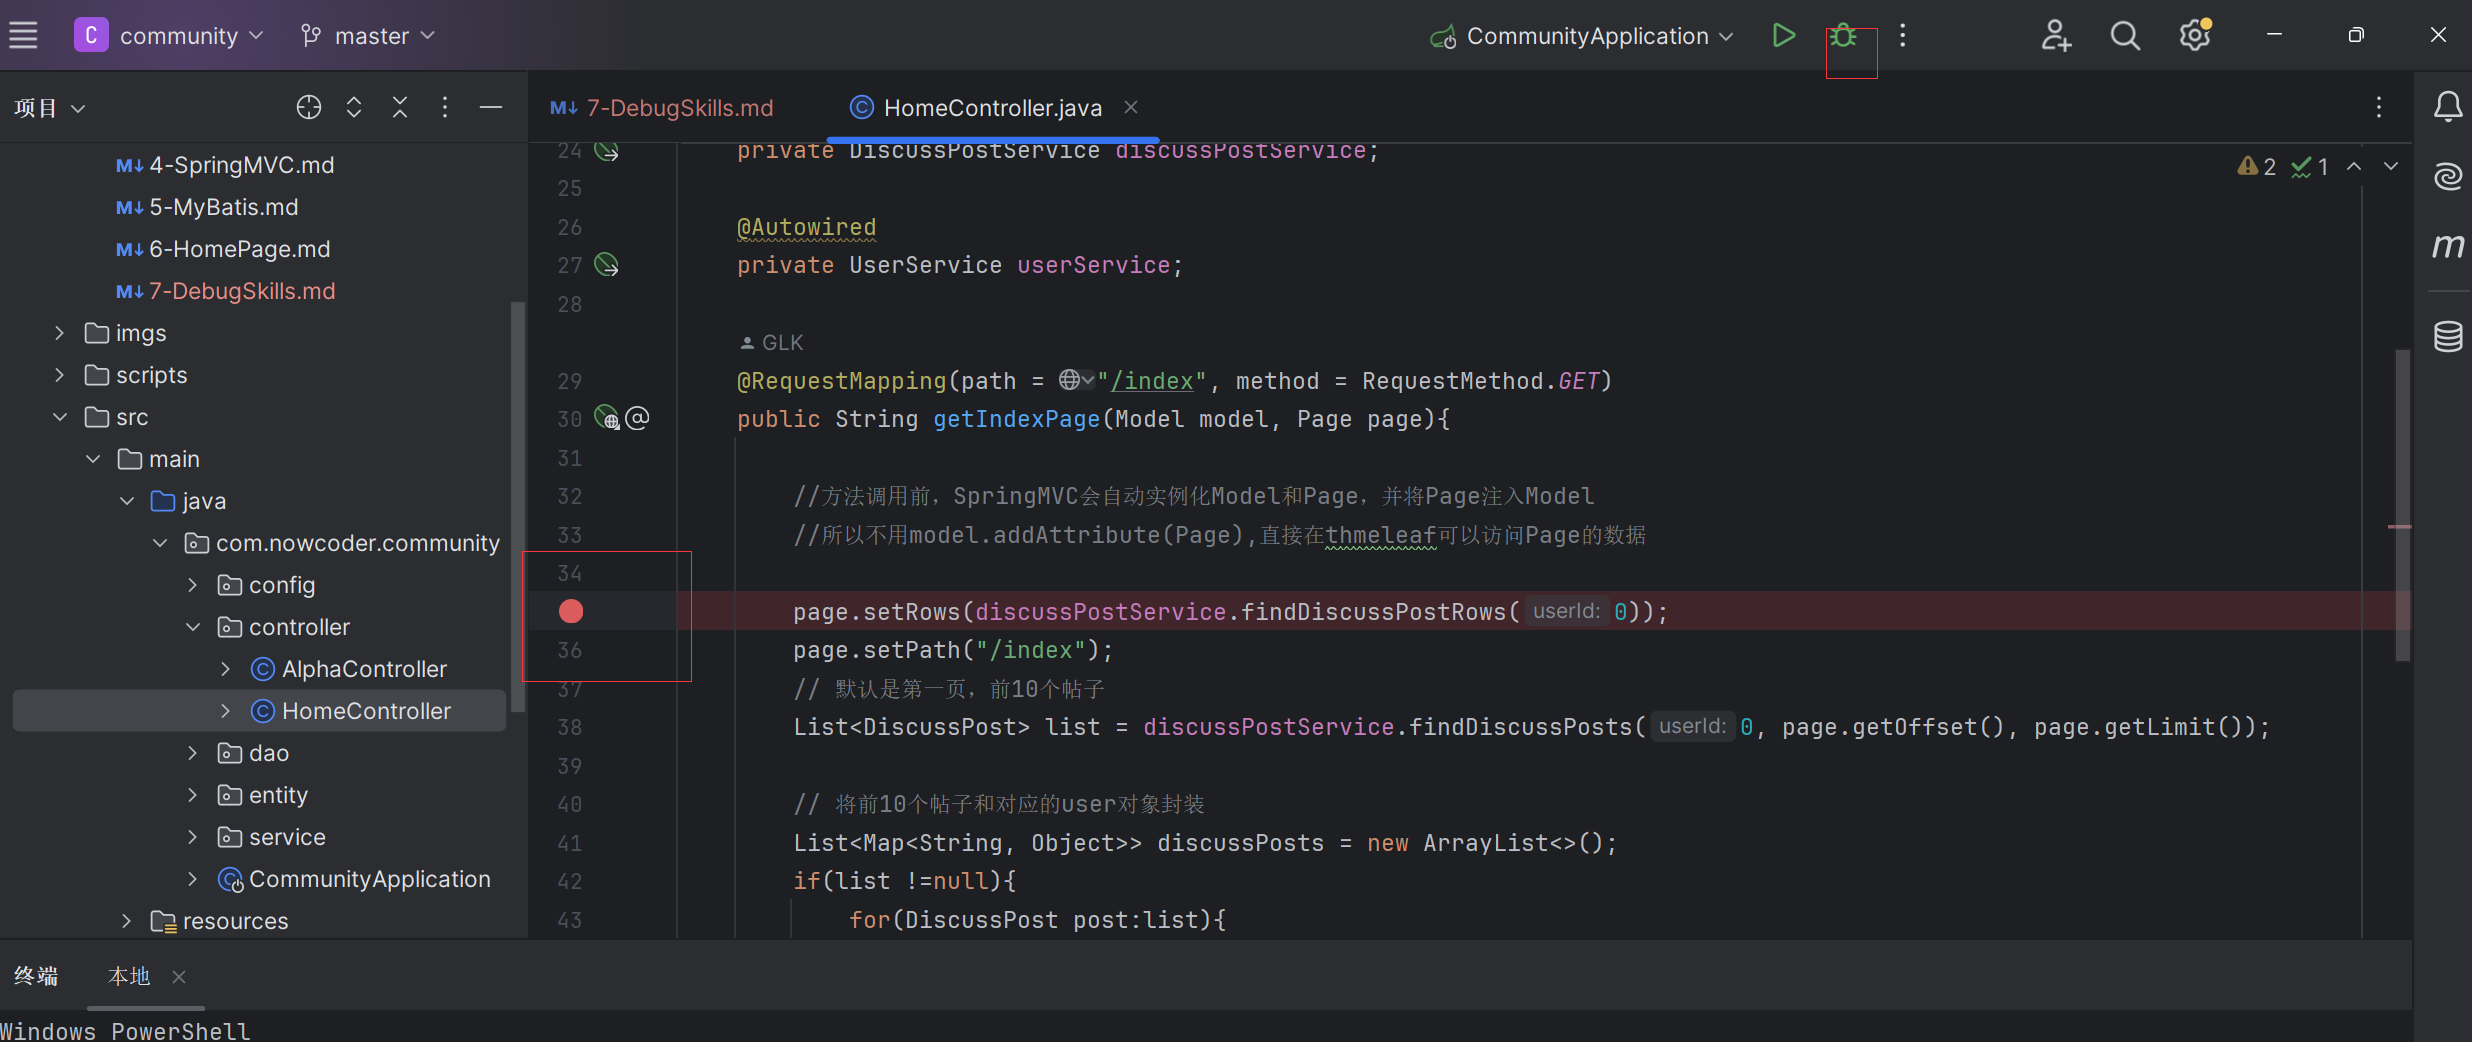 C community master CommunityApplication
项目
7-DebugSkills.md HomeController.java
4-SpringMVC.md
5-MyBatis.md
6-HomePage.md
7-DebugSkills.md
imgs
scripts
src
main
java
com.nowcoder.community
config
controller
AlphaController
HomeController
dao
entity
service
CommunityApplication
resources
2 1
24 private DiscussPostService discussPostService;
25
26 @Autowired
27 private UserService userService;
28
GLK
29 @RequestMapping(path = "/index", method = RequestMethod.GET)
30 public String getIndexPage(Model model, Page page){
31
32 //方法调用前，SpringMVC会自动实例化Model和Page，并将Page注入Model
33 //所以不用model.addAttribute(Page),直接在thmeleaf可以访问Page的数据
34
page.setRows(discussPostService.findDiscussPostRows( userId: 0));
36 page.setPath("/index");
37 // 默认是第一页，前10个帖子
38 List<DiscussPost> list = discussPostService.findDiscussPosts( userId: 0, page.getOffset(), page.getLimit());
39
40 // 将前10个帖子和对应的user对象封装
41 List<Map<String, Object>> discussPosts = new ArrayList<>();
42 if(list !=null){
43 for(DiscussPost post:list){
终端 本地
Windows PowerShell